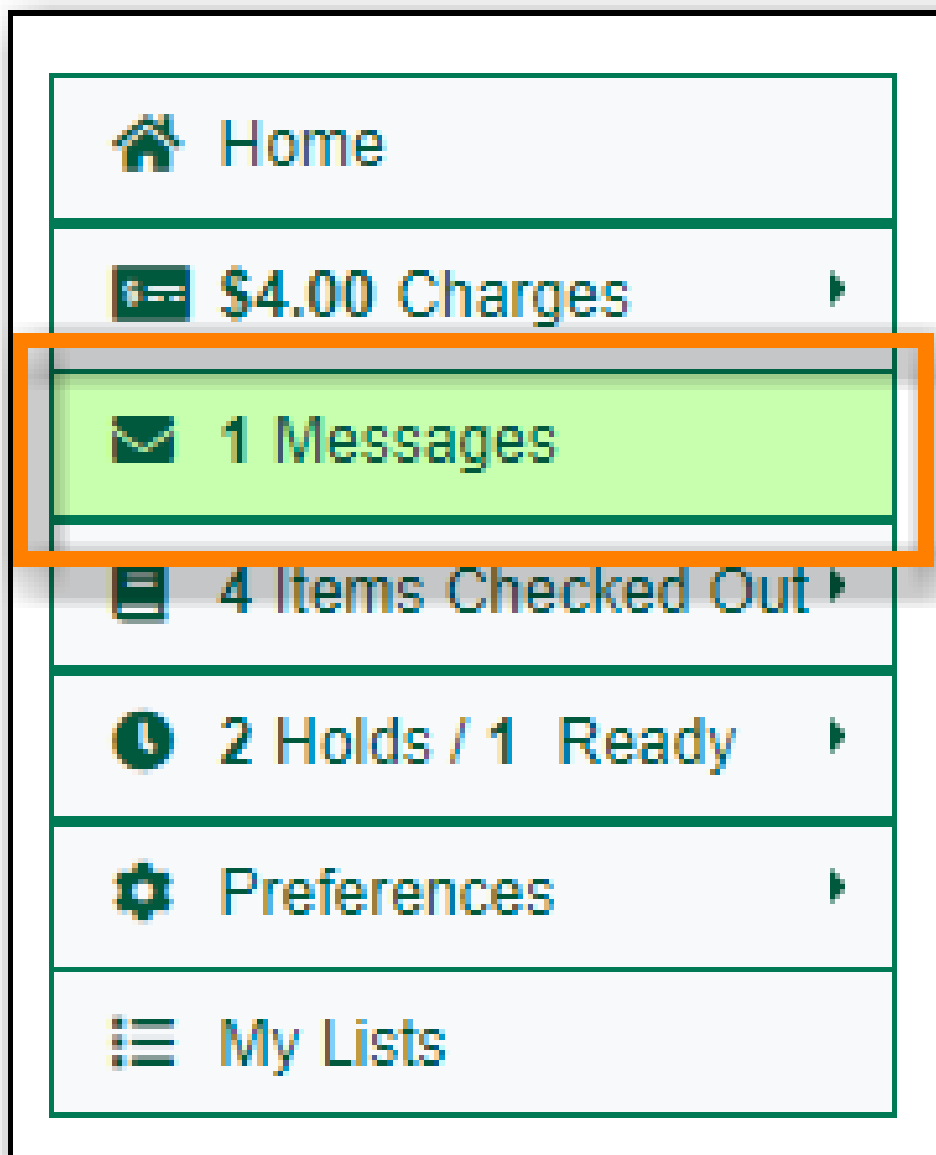 Home
$4.00 Charges
1 Messages
4 Items Checked Out
2 Holds / 1 Ready
Preferences
My Lists